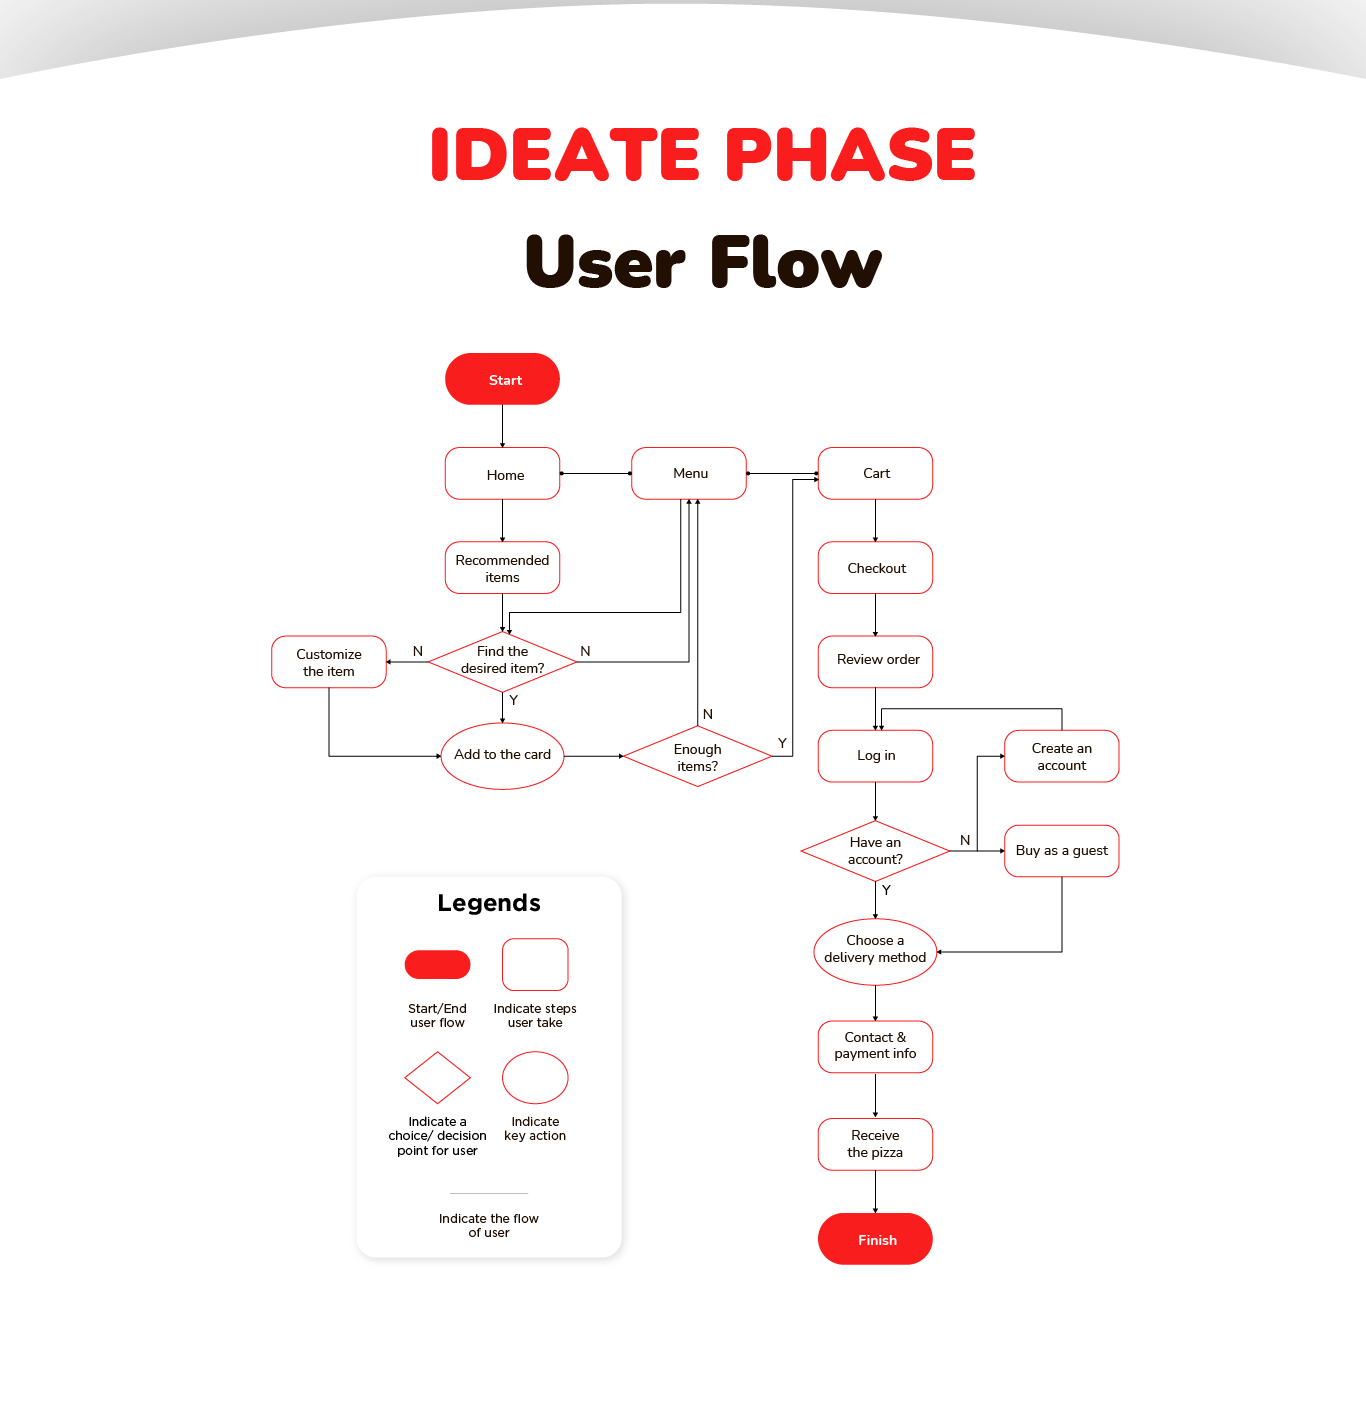 IDEATE PHASE
User Flow
Start
Home
Menu
Cart
Recommended
items
Checkout
Customize
the item
N
Find the
desired item?
N
Y
Review order
Add to the card
N
Enough
items?
Y
Log in
Create an
account
Have an
account?
N
Buy as a guest
Y
Choose a
delivery method
Contact &
payment info
Receive
the pizza
Finish
Legends
Start/End
user flow
Indicate steps
user take
Indicate a
choice/ decision
point for user
Indicate
key action
Indicate the flow
of user